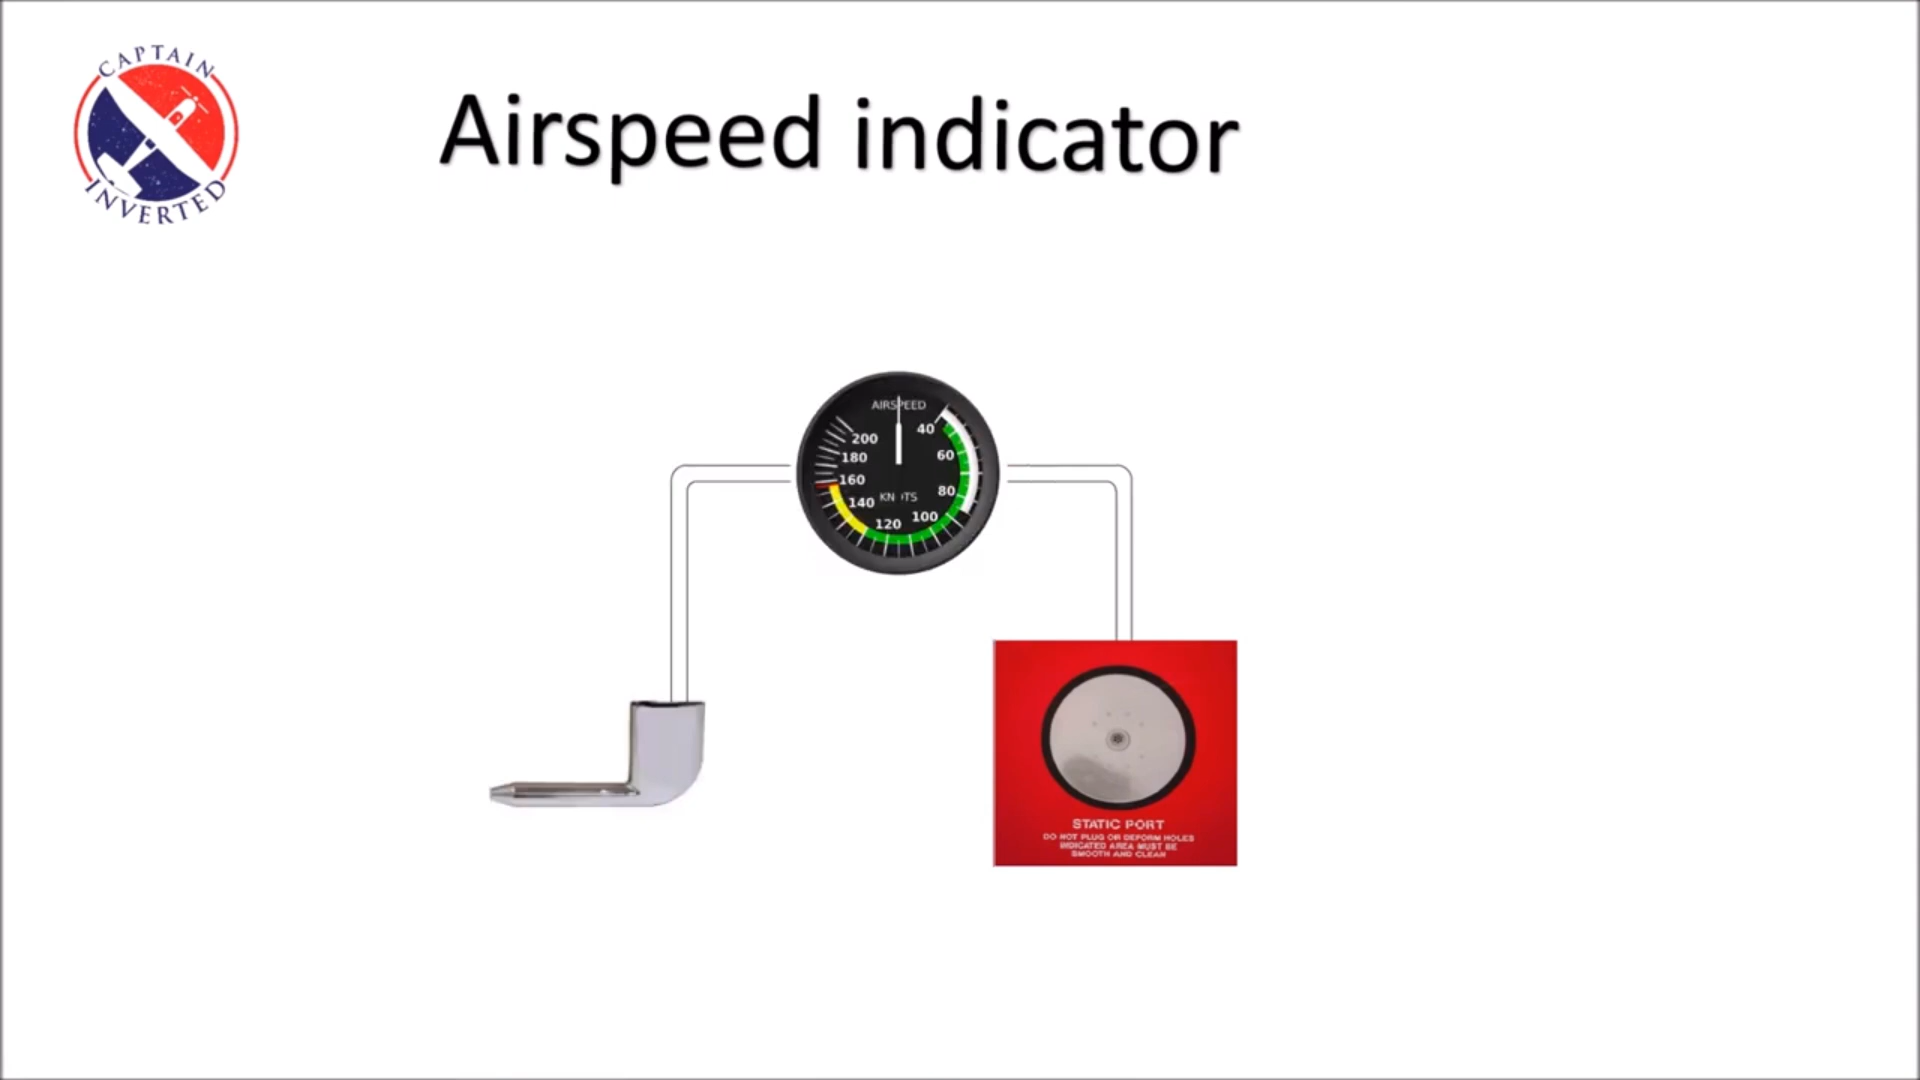 CAPTAIN
INVERTED
Airspeed indicator
AIRSPEED
40
60
80
100
120
140
160
180
200
KNOTS
STATIC PORT
DO NOT PLUG OR DEFORM HOLES
INDICATED AREA MUST BE
SMOOTH AND CLEAN